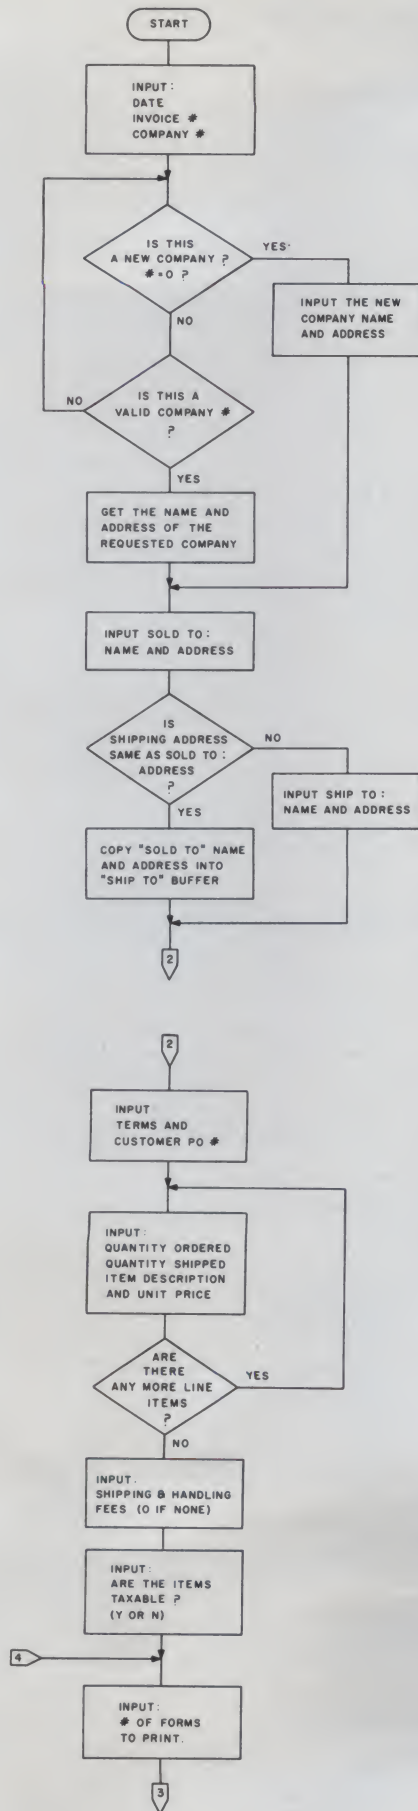 START
INPUT:
DATE
INVOICE #
COMPANY #
IS THIS
A NEW COMPANY ?
#=0 ?
YES·
INPUT THE NEW
COMPANY NAME
AND ADDRESS
NO
IS THIS A
VALID COMPANY #
?
NO
YES
GET THE NAME AND
ADDRESS OF THE
REQUESTED COMPANY
INPUT SOLD TO:
NAME AND ADDRESS
IS
SHIPPING ADDRESS
SAME AS SOLD TO:
ADDRESS
?
NO
INPUT SHIP TO:
NAME AND ADDRESS
YES
COPY "SOLD TO" NAME
AND ADDRESS INTO
"SHIP TO" BUFFER
2
2
INPUT
TERMS AND
CUSTOMER PO #
INPUT:
QUANTITY ORDERED
QUANTITY SHIPPED
ITEM DESCRIPTION
AND UNIT PRICE
ARE
THERE
ANY MORE LINE
ITEMS
?
YES
NO
INPUT:
SHIPPING & HANDLING
FEES (0 IF NONE)
INPUT:
ARE THE ITEMS
TAXABLE ?
(Y OR N)
4
INPUT:
# OF FORMS
TO PRINT.
3